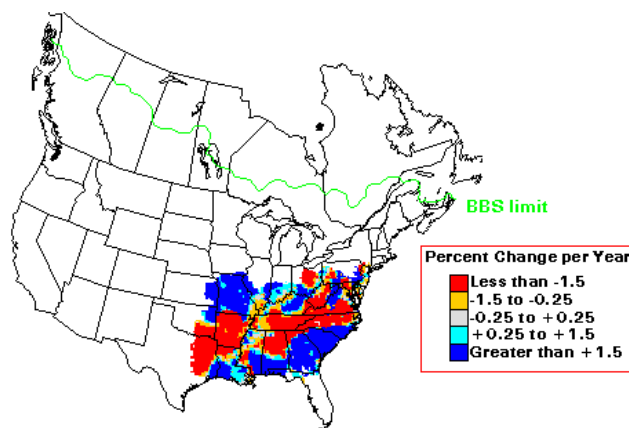 BBS limit
Percent Change per Year
Less than -1.5
-1.5 to -0.25
-0.25 to +0.25
+0.25 to +1.5
Greater than +1.5